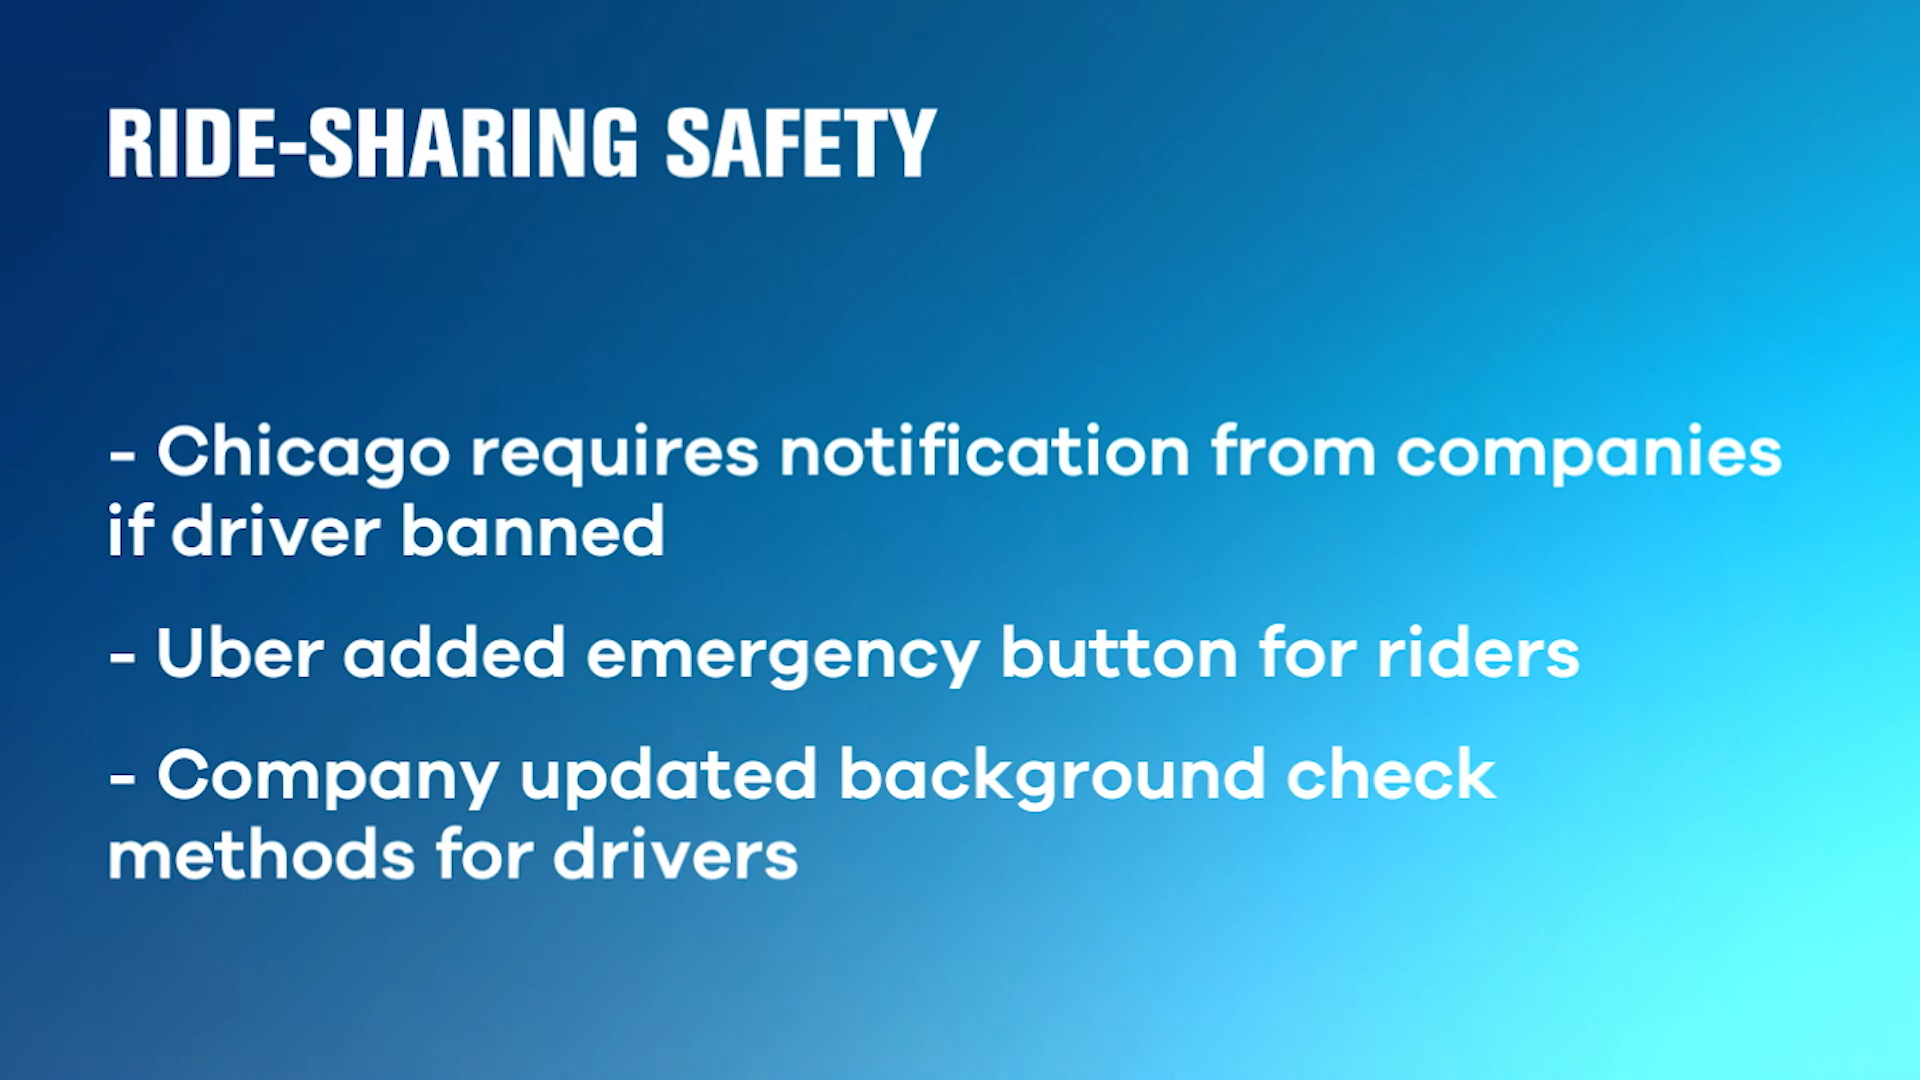 RIDE-SHARING SAFETY
- Chicago requires notification from companies
if driver banned
- Uber added emergency button for riders
- Company updated background check
methods for drivers